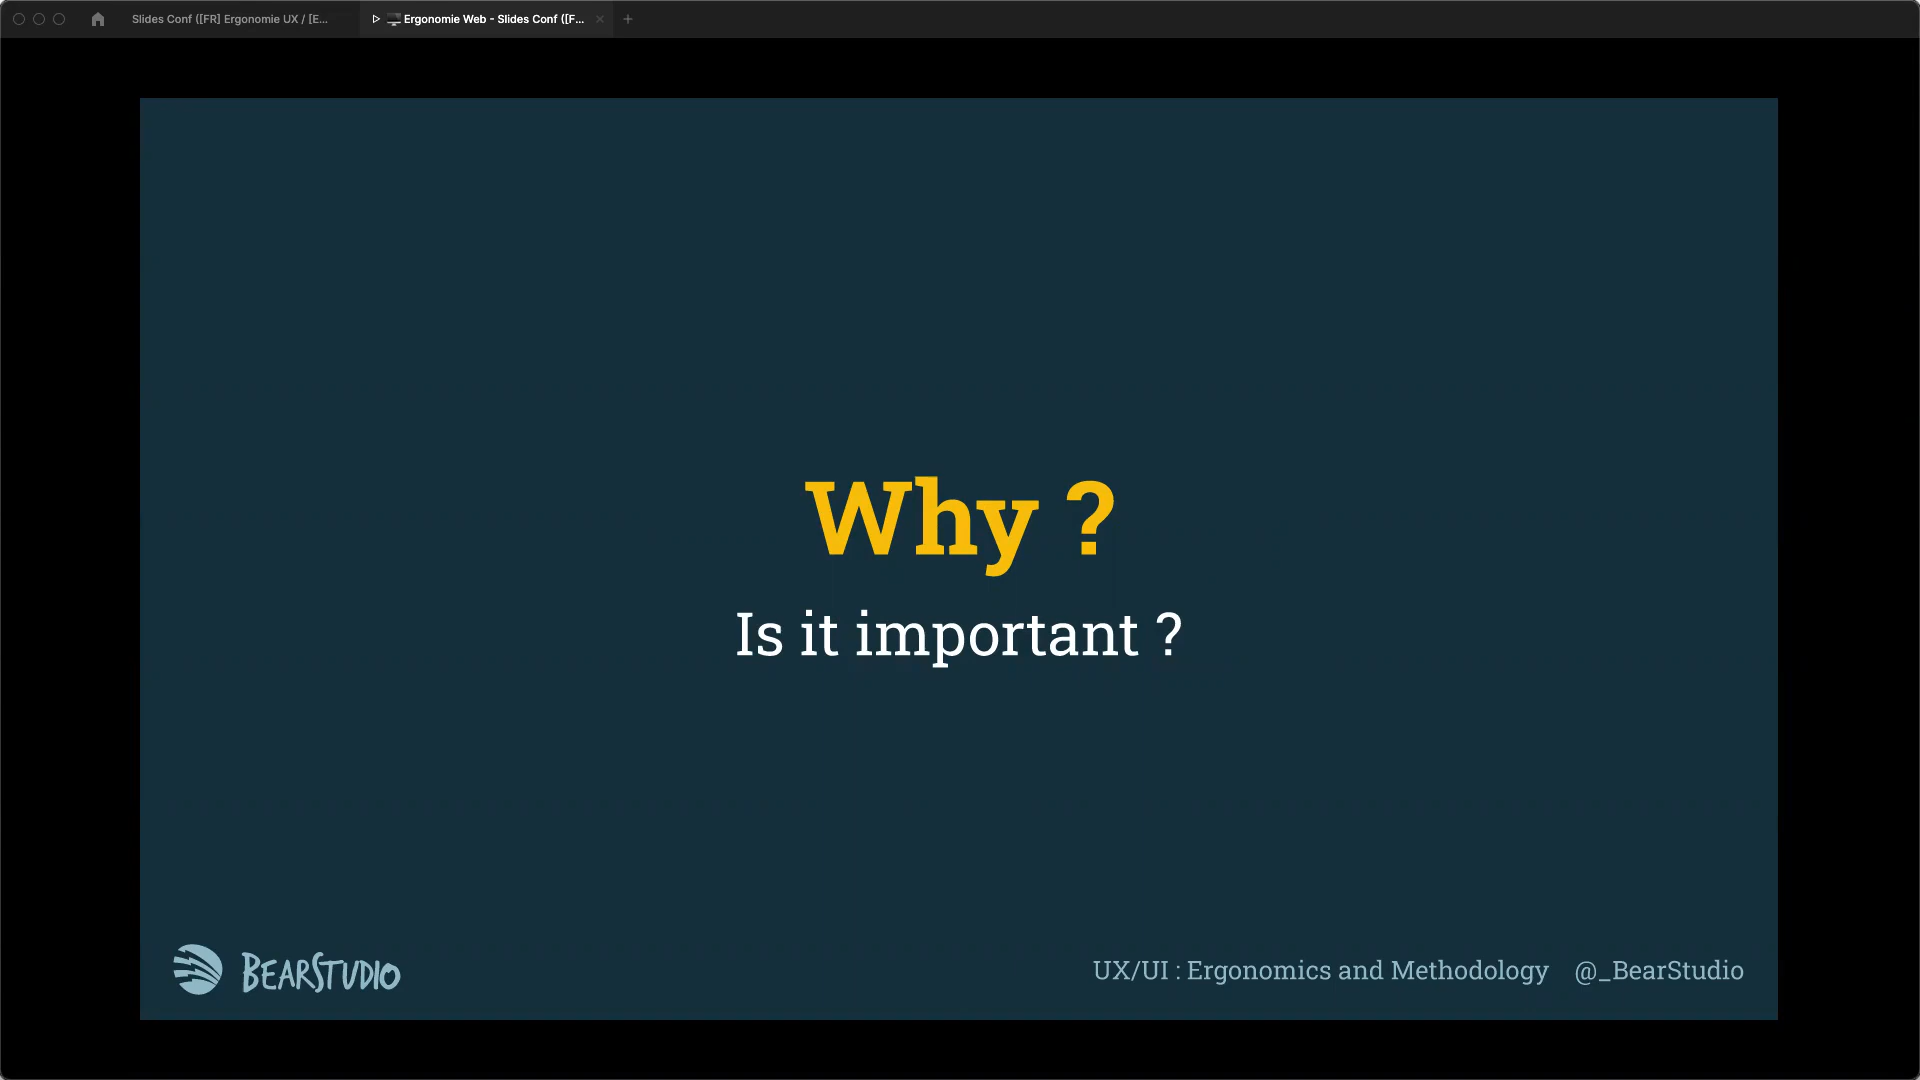 Slides Conf ([FR] Ergonomie UX / [E...
Ergonomie Web - Slides Conf ([F...
Why ?
Is it important ?
BEARSTUDIO
UX/UI : Ergonomics and Methodology @_BearStudio